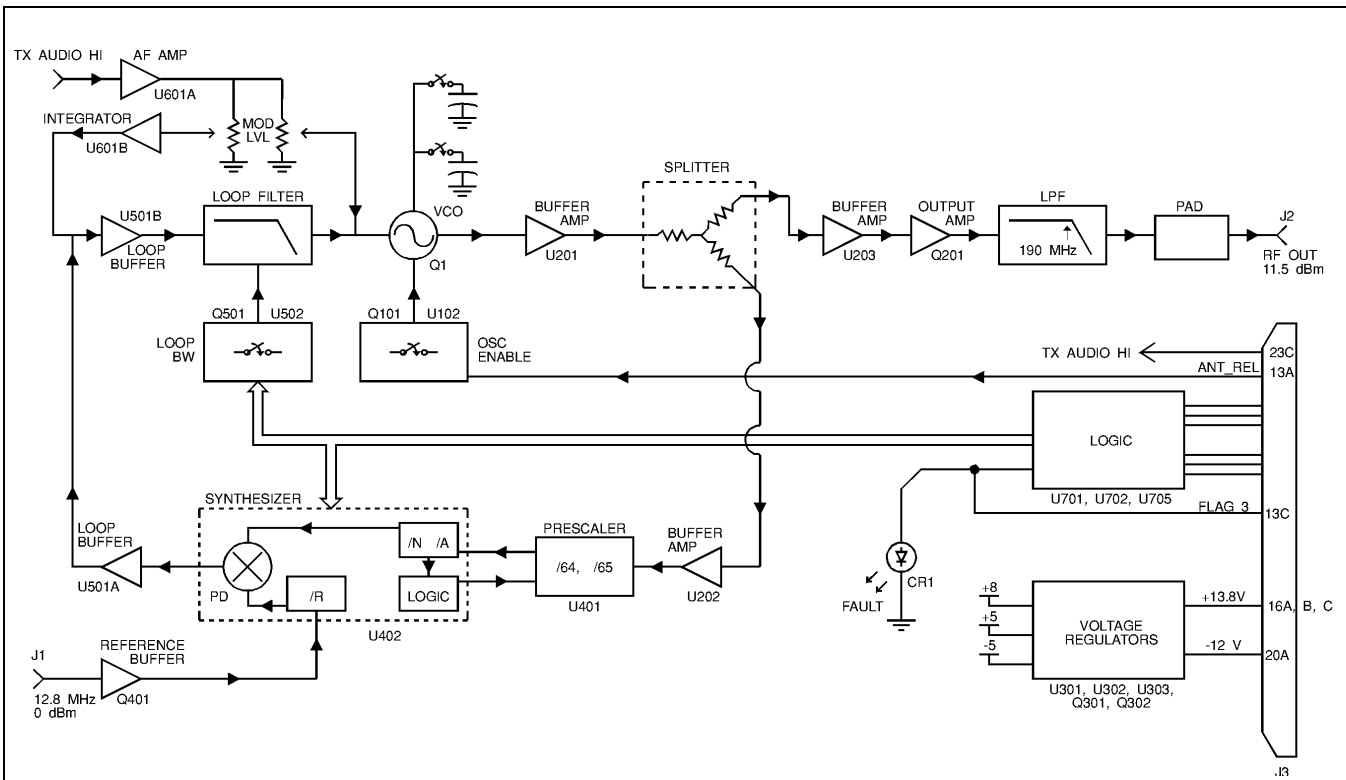 TX AUDIO HI
AF AMP
U601A
INTEGRATOR
U601B
MOD
LVL
U501B
LOOP
BUFFER
LOOP FILTER
VCO
Q1
BUFFER
AMP
U201
SPLITTER
BUFFER
AMP
U203
OUTPUT
AMP
Q201
LPF
190 MHz
PAD
J2
RF OUT
11.5 dBm
Q501 U502
LOOP
BW
Q101 U102
OSC
ENABLE
TX AUDIO HI
23C
ANT_REL
13A
LOGIC
U701, U702, U705
FLAG 3
13C
SYNTHESIZER
LOOP
BUFFER
U501A
PD
/N /A
LOGIC
/R
U402
PRESCALER
/64, /65
U401
BUFFER
AMP
U202
CR1
FAULT
+8
+5
-5
VOLTAGE
REGULATORS
U301, U302, U303,
Q301, Q302
+13.8V
16A, B, C
-12 V
20A
J1
12.8 MHz
0 dBm
REFERENCE
BUFFER
Q401
J3